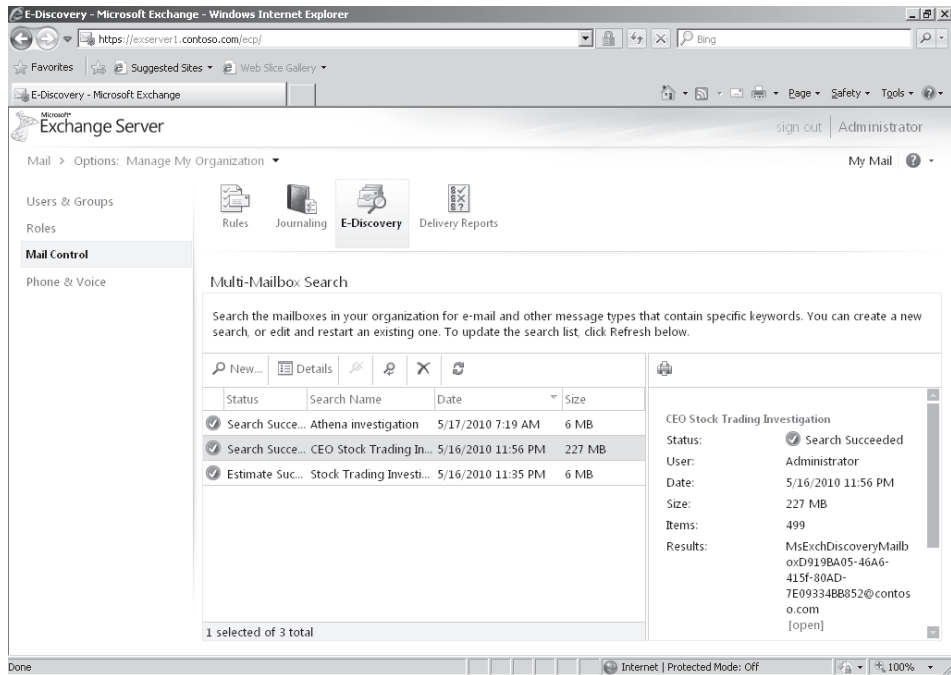 E-Discovery - Microsoft Exchange - Windows Internet Explorer
https://exserver1.contoso.com/ecp/
Bing
Favorites Suggested Sites Web Slice Gallery
E-Discovery - Microsoft Exchange
Page Safety Tools
Microsoft
Exchange Server
sign out Administrator
Mail > Options: Manage My Organization
My Mail
Users & Groups
Roles
Mail Control
Phone & Voice
Rules Journaling E-Discovery Delivery Reports
Multi-Mailbox Search
Search the mailboxes in your organization for e-mail and other message types that contain specific keywords. You can create a new
search, or edit and restart an existing one. To update the search list, click Refresh below.
New... Details
Status Search Name Date Size
Search Succe... Athena investigation 5/17/2010 7:19 AM 6 MB
Search Succe... CEO Stock Trading In... 5/16/2010 11:56 PM 227 MB
Estimate Suc... Stock Trading Investi... 5/16/2010 11:35 PM 6 MB
1 selected of 3 total
CEO Stock Trading Investigation
Status: Search Succeeded
User: Administrator
Date: 5/16/2010 11:56 PM
Size: 227 MB
Items: 499
Results: MsExchDiscoveryMailb
oxD919BA05-46A6-
415f-80AD-
7E09334BB852@contos
o.com
[open]
Done
Internet | Protected Mode: Off
100%